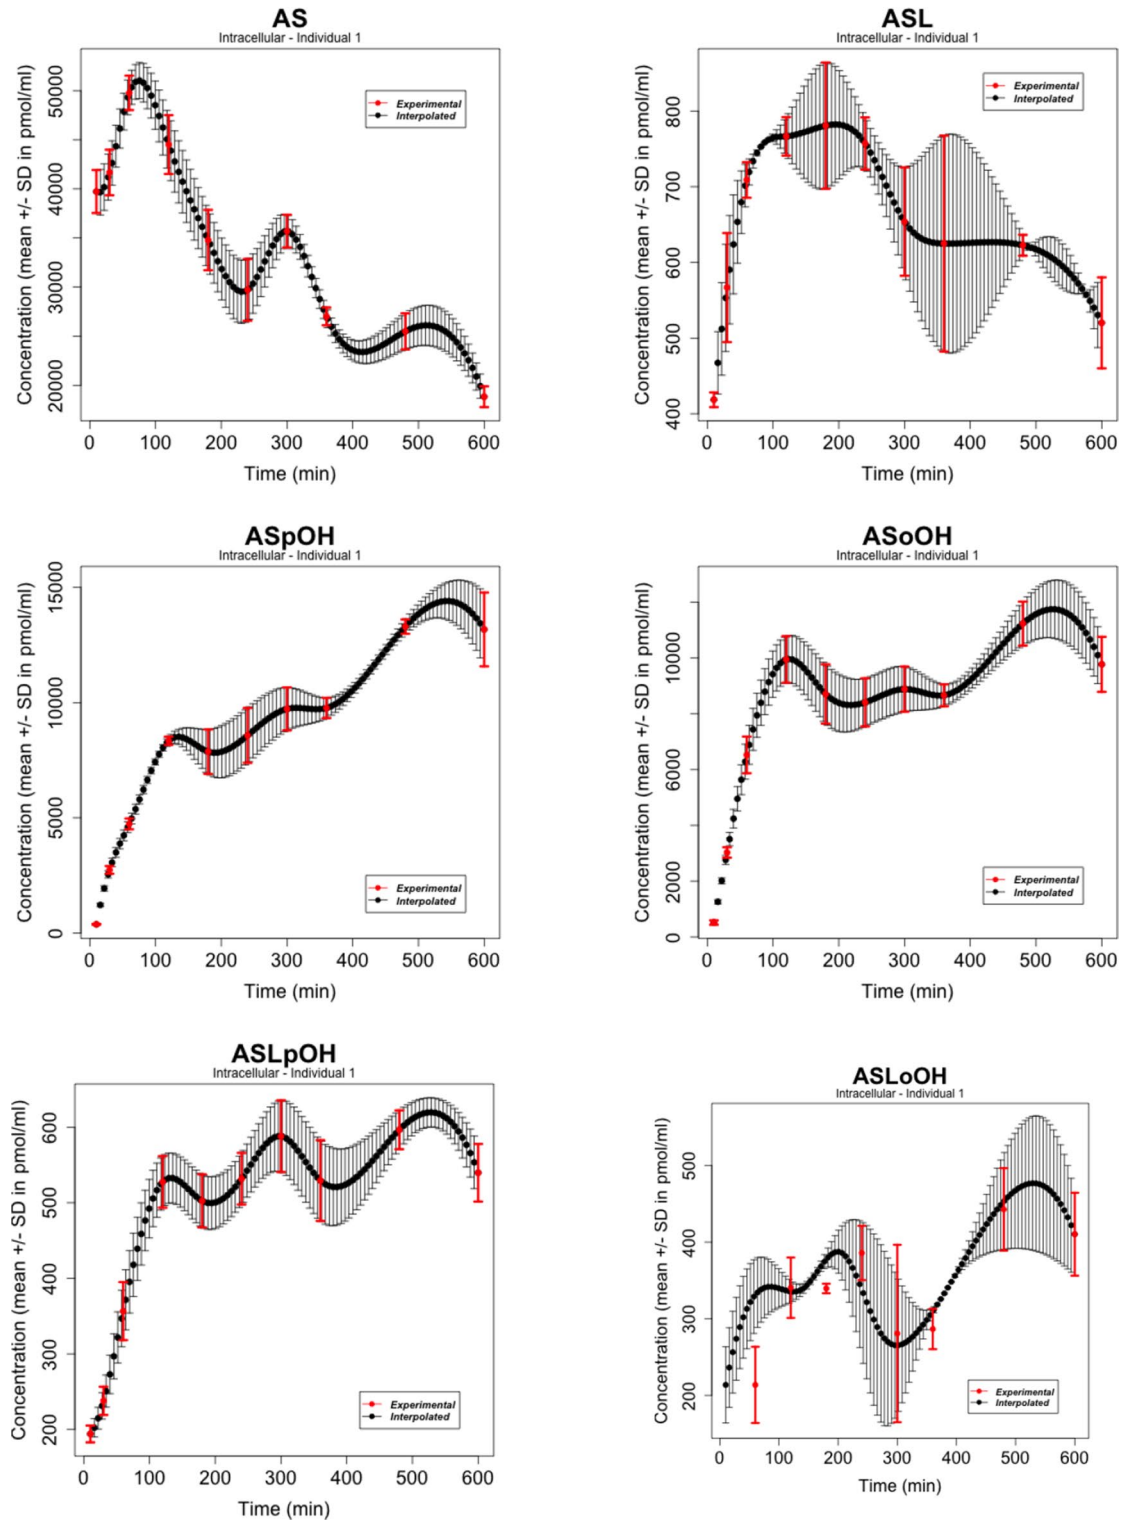 AS
Intracellular - Individual 1
Concentration (mean +/- SD in pmol/ml)
50000
40000
30000
20000
Experimental
Interpolated
0 100 200 300 400 500 600
Time (min)
ASL
Intracellular - Individual 1
Concentration (mean +/- SD in pmol/ml)
800
700
600
500
400
Experimental
Interpolated
0 100 200 300 400 500 600
Time (min)
ASpOH
Intracellular - Individual 1
Concentration (mean +/- SD in pmol/ml)
15000
10000
5000
0
Experimental
Interpolated
0 100 200 300 400 500 600
Time (min)
ASoOH
Intracellular - Individual 1
Concentration (mean +/- SD in pmol/ml)
10000
6000
2000
0
Experimental
Interpolated
0 100 200 300 400 500 600
Time (min)
ASLpOH
Intracellular - Individual 1
Concentration (mean +/- SD in pmol/ml)
600
500
400
300
200
Experimental
Interpolated
0 100 200 300 400 500 600
Time (min)
ASLoOH
Intracellular - Individual 1
Concentration (mean +/- SD in pmol/ml)
500
400
300
200
Experimental
Interpolated
0 100 200 300 400 500 600
Time (min)